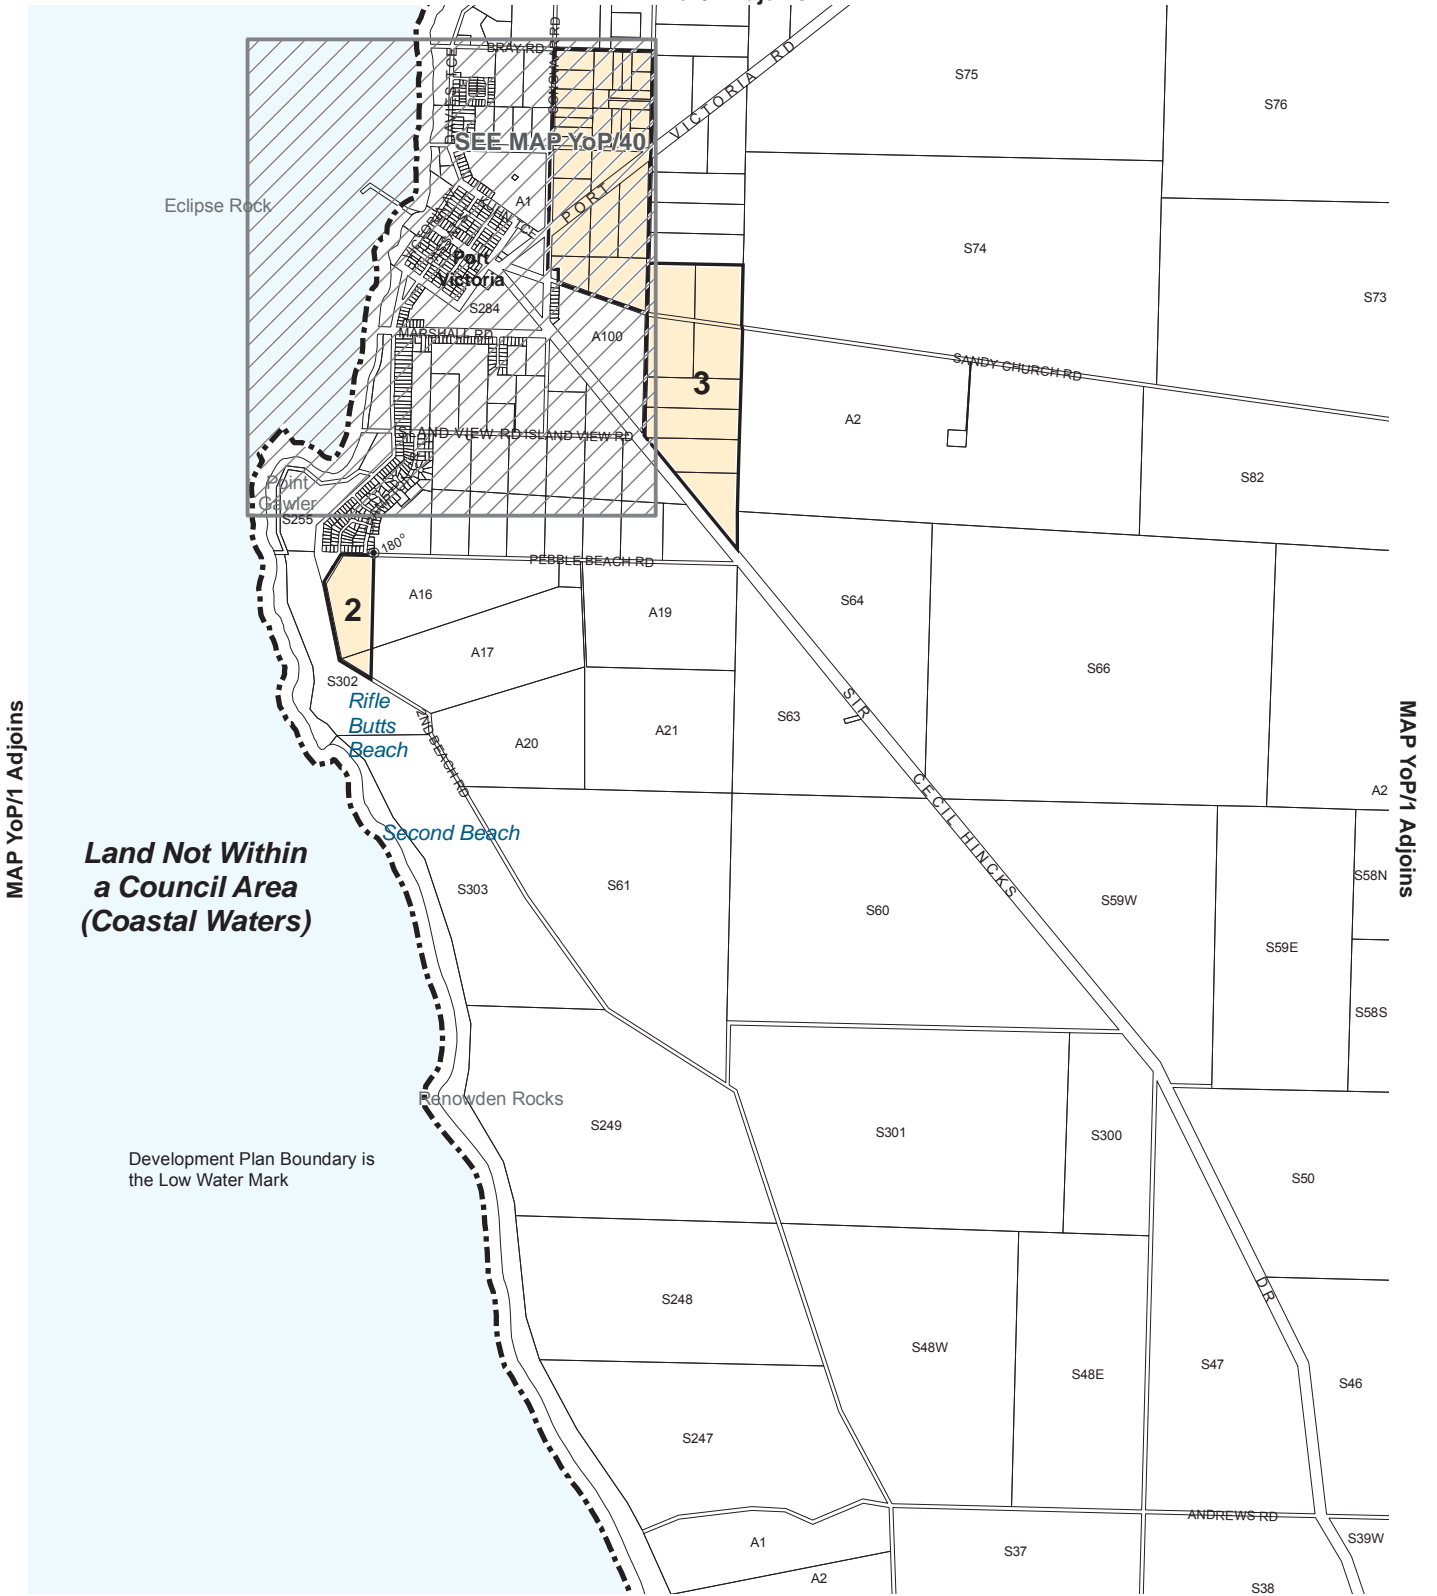 BRAY RD
S75
S76
PORT VICTORIA RD
SEE MAP YoP/40
Eclipse Rock
A1
S74
Port
Victoria
1
S73
S284
MARSHALL RD
A100
SANDY CHURCH RD
3
A2
ISLAND VIEW RD
ISLAND VIEW RD
Point
Gawler
S82
S255
180°
PEBBLE BEACH RD
2
A16
S64
A19
A17
S66
S302
Rifle
Butts
Beach
S63
A21
A20
2ND BEACH RD
SIR CECIL HINCKS DR
MAP YoP/1 Adjoins
MAP YoP/1 Adjoins
A2
Second Beach
Land Not Within
a Council Area
(Coastal Waters)
S303
S61
S58N
S59W
S60
S59E
S58S
Renowden Rocks
S249
S301
S300
Development Plan Boundary is
the Low Water Mark
S50
S248
S48W
S47
S48E
S46
S247
ANDREWS RD
A1
S37
S39W
A2
S38